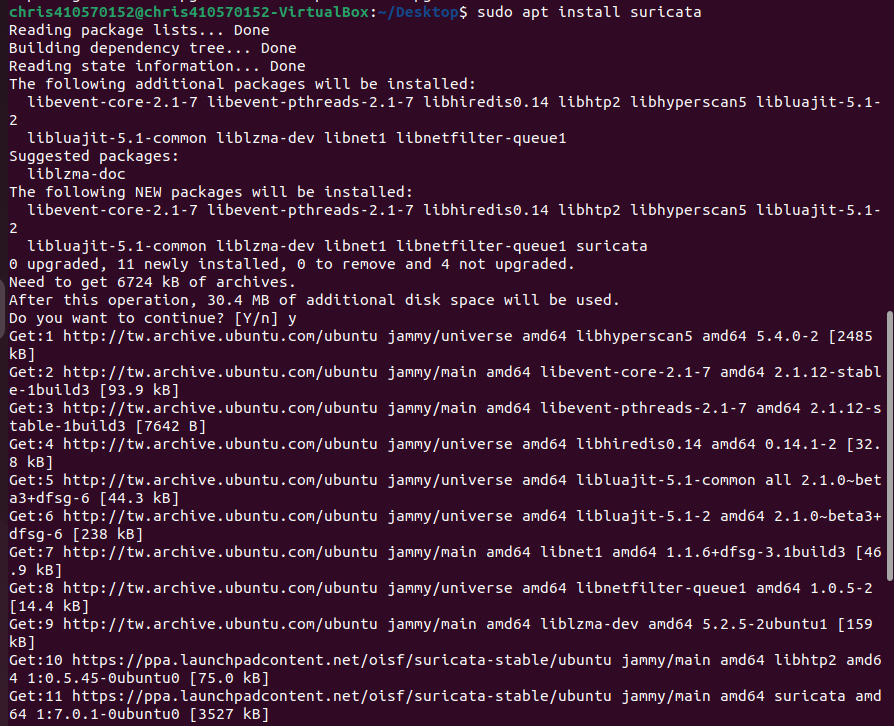 chris410570152@chris410570152-VirtualBox:~/Desktop$ sudo apt install suricata
Reading package lists... Done
Building dependency tree... Done
Reading state information... Done
The following additional packages will be installed:
  libevent-core-2.1-7 libevent-pthreads-2.1-7 libhiredis0.14 libhtp2 libhyperscan5 libluajit-5.1-
2
  libluajit-5.1-common liblzma-dev libnet1 libnetfilter-queue1
Suggested packages:
  liblzma-doc
The following NEW packages will be installed:
  libevent-core-2.1-7 libevent-pthreads-2.1-7 libhiredis0.14 libhtp2 libhyperscan5 libluajit-5.1-
2
  libluajit-5.1-common liblzma-dev libnet1 libnetfilter-queue1 suricata
0 upgraded, 11 newly installed, 0 to remove and 4 not upgraded.
Need to get 6724 kB of archives.
After this operation, 30.4 MB of additional disk space will be used.
Do you want to continue? [Y/n] y
Get:1 http://tw.archive.ubuntu.com/ubuntu jammy/universe amd64 libhyperscan5 amd64 5.4.0-2 [2485
kB]
Get:2 http://tw.archive.ubuntu.com/ubuntu jammy/main amd64 libevent-core-2.1-7 amd64 2.1.12-stabl
e-1build3 [93.9 kB]
Get:3 http://tw.archive.ubuntu.com/ubuntu jammy/main amd64 libevent-pthreads-2.1-7 amd64 2.1.12-s
table-1build3 [7642 B]
Get:4 http://tw.archive.ubuntu.com/ubuntu jammy/universe amd64 libhiredis0.14 amd64 0.14.1-2 [32.
8 kB]
Get:5 http://tw.archive.ubuntu.com/ubuntu jammy/universe amd64 libluajit-5.1-common all 2.1.0~bet
a3+dfsg-6 [44.3 kB]
Get:6 http://tw.archive.ubuntu.com/ubuntu jammy/universe amd64 libluajit-5.1-2 amd64 2.1.0~beta3+
dfsg-6 [238 kB]
Get:7 http://tw.archive.ubuntu.com/ubuntu jammy/main amd64 libnet1 amd64 1.1.6+dfsg-3.1build3 [46
.9 kB]
Get:8 http://tw.archive.ubuntu.com/ubuntu jammy/universe amd64 libnetfilter-queue1 amd64 1.0.5-2
[14.4 kB]
Get:9 http://tw.archive.ubuntu.com/ubuntu jammy/main amd64 liblzma-dev amd64 5.2.5-2ubuntu1 [159
kB]
Get:10 https://ppa.launchpadcontent.net/oisf/suricata-stable/ubuntu jammy/main amd64 libhtp2 amd6
4 1:0.5.45-0ubuntu0 [75.0 kB]
Get:11 https://ppa.launchpadcontent.net/oisf/suricata-stable/ubuntu jammy/main amd64 suricata amd
64 1:7.0.1-0ubuntu0 [3527 kB]